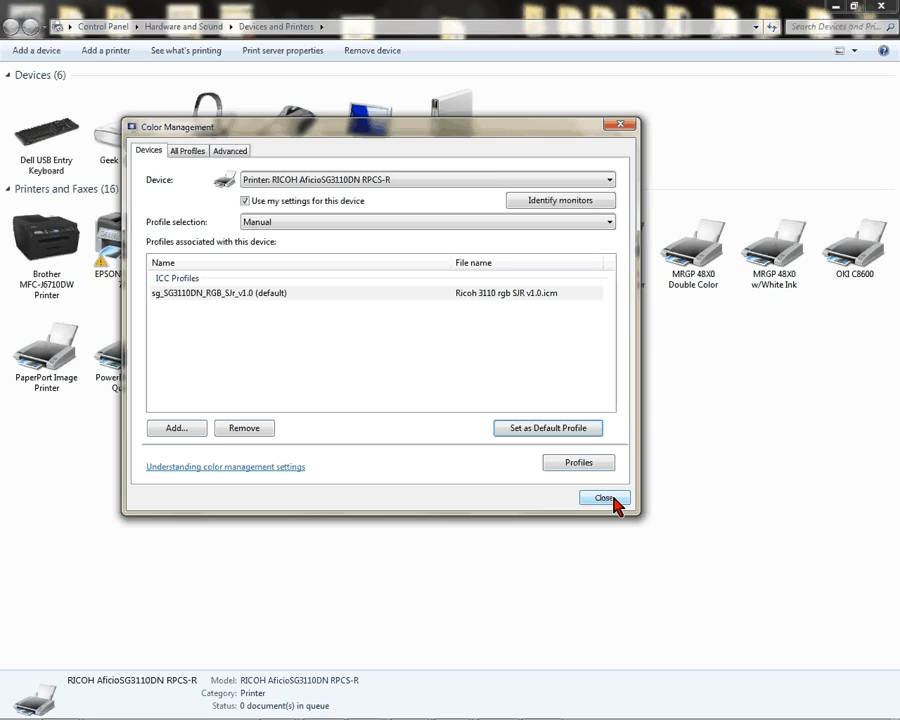 Control Panel Hardware and Sound Devices and Printers
Search Devices and Pri...
Add a device Add a printer See what's printing Print server properties Remove device
Devices (6)
Dell USB Entry
Keyboard
Geek
Printers and Faxes (16)
Brother
MFC-J6710DW
Printer
EPSON
MRGP 48X0
Double Color
MRGP 48X0
w/White Ink
OKI C8600
PaperPort Image
Printer
Color Management
Devices All Profiles Advanced
Device: Printer: RICOH AficioSG3110DN RPCS-R
Use my settings for this device Identify monitors
Profile selection: Manual
Profiles associated with this device:
Name File name
ICC Profiles
sg_SG3110DN_RGB_SJr_v1.0 (default) Ricoh 3110 rgb SJR v1.0.icm
Add... Remove Set as Default Profile
Understanding color management settings Profiles
Close
RICOH AficioSG3110DN RPCS-R Model: RICOH AficioSG3110DN RPCS-R
Category: Printer
Status: 0 document(s) in queue